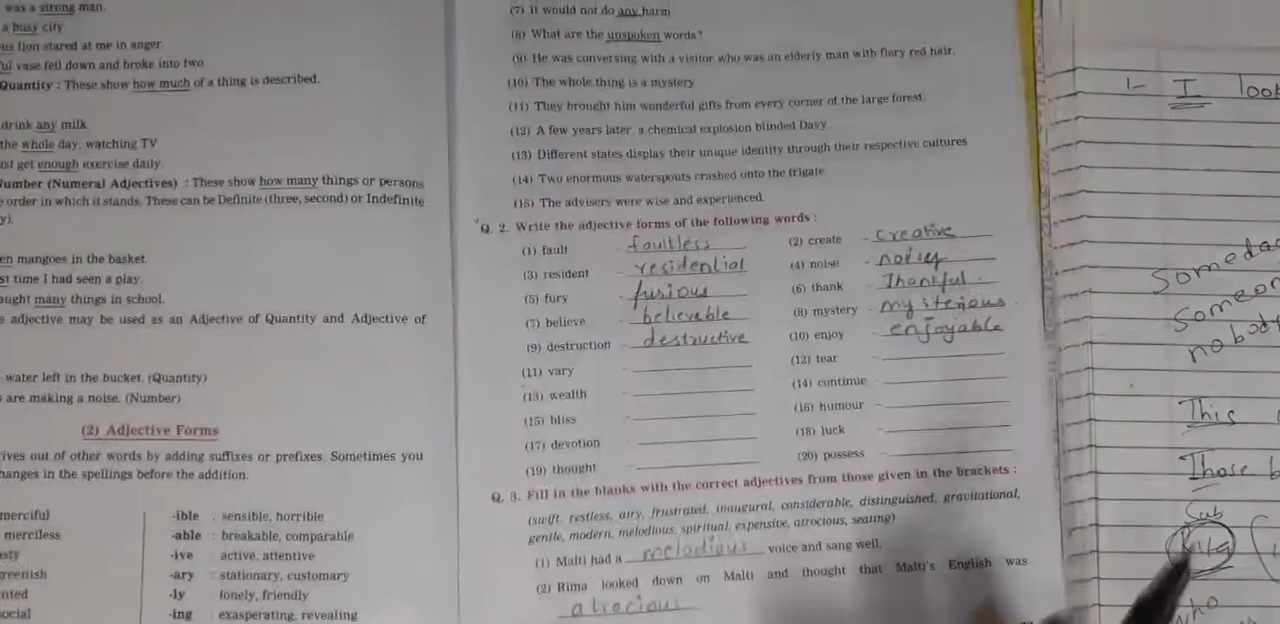 was a strong man.
a busy city
us lion stared at me in anger
ul vase fell down and broke into two
Quantity : These show how much of a thing is described.
drink any milk
the whole day, watching TV
ust get enough exercise daily.
Number (Numeral Adjectives) : These show how many things or persons
e order in which it stands. These can be Definite (three, second) or Indefinite
y).
en mangoes in the basket.
st time I had seen a play.
aught many things in school.
e adjective may be used as an Adjective of Quantity and Adjective of
water left in the bucket. (Quantity)
s are making a noise. (Number)
(2) Adjective Forms
ives out of other words by adding suffixes or prefixes. Sometimes you
hanges in the spellings before the addition.
merciful -ible : sensible, horrible
merciless -able : breakable, comparable
sty -ive active, attentive
reenish -ary : stationary, customary
nted -ly lonely, friendly
social -ing exasperating, revealing
(7) It would not do any harm
(8) What are the unspoken words?
(9) He was conversing with a visitor who was an elderly man with fiery red hair.
(10) The whole thing is a mystery
(11) They brought him wonderful gifts from every corner of the large forest.
(12) A few years later, a chemical explosion blinded Davy.
(13) Different states display their unique identity through their respective cultures
(14) Two enormous waterspouts crashed onto the frigate
(15) The advisers were wise and experienced.
Q. 2. Write the adjective forms of the following words :
(1) fault - faultless (2) create - creative
(3) resident - residential (4) noise - noisy
(5) fury - furious (6) thank - Thankful
(7) believe - believable (8) mystery - mysterious
(9) destruction - destructive (10) enjoy - enjoyable
(11) vary - (12) tear -
(13) wealth - (14) continue -
(15) bliss - (16) humour -
(17) devotion - (18) luck -
(19) thought - (20) possess -
Q. 3. Fill in the blanks with the correct adjectives from those given in the brackets :
(swift, restless, airy, frustrated, inaugural, considerable, distinguished, gravitational,
gentle, modern, melodious, spiritual, expensive, atrocious, searing)
(1) Malti had a melodious voice and sang well.
(2) Rima looked down on Malti and thought that Malti's English was
atrocious
1- I look
Someda
Someon
nobody
This
Those b
Sub
who